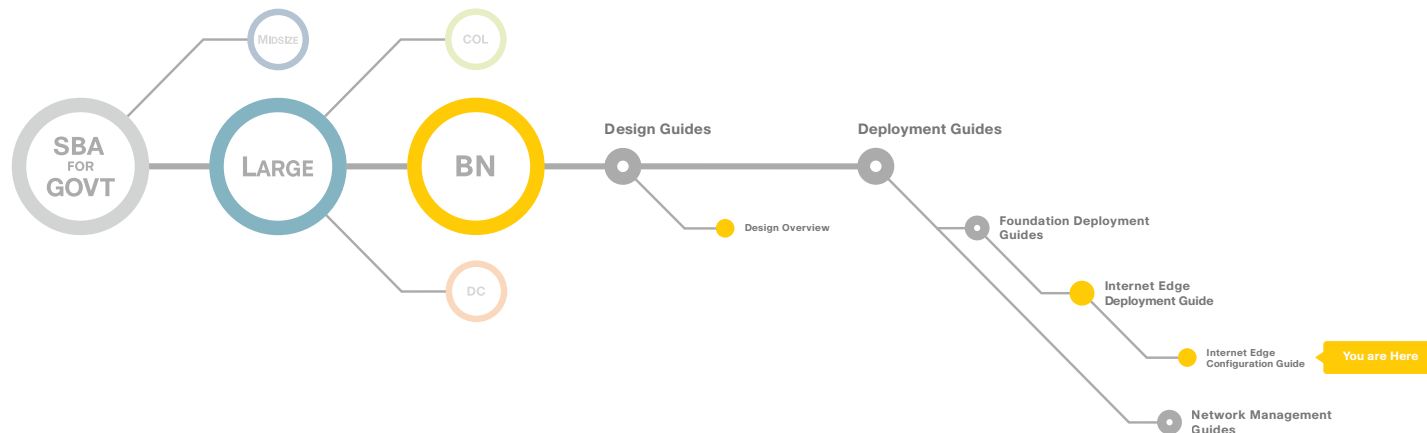 MIDSIZE
COL
SBA
FOR
GOVT
LARGE
BN
DC
Design Guides
Design Overview
Deployment Guides
Foundation Deployment
Guides
Internet Edge
Deployment Guide
Internet Edge
Configuration Guide
You are Here
Network Management
Guides